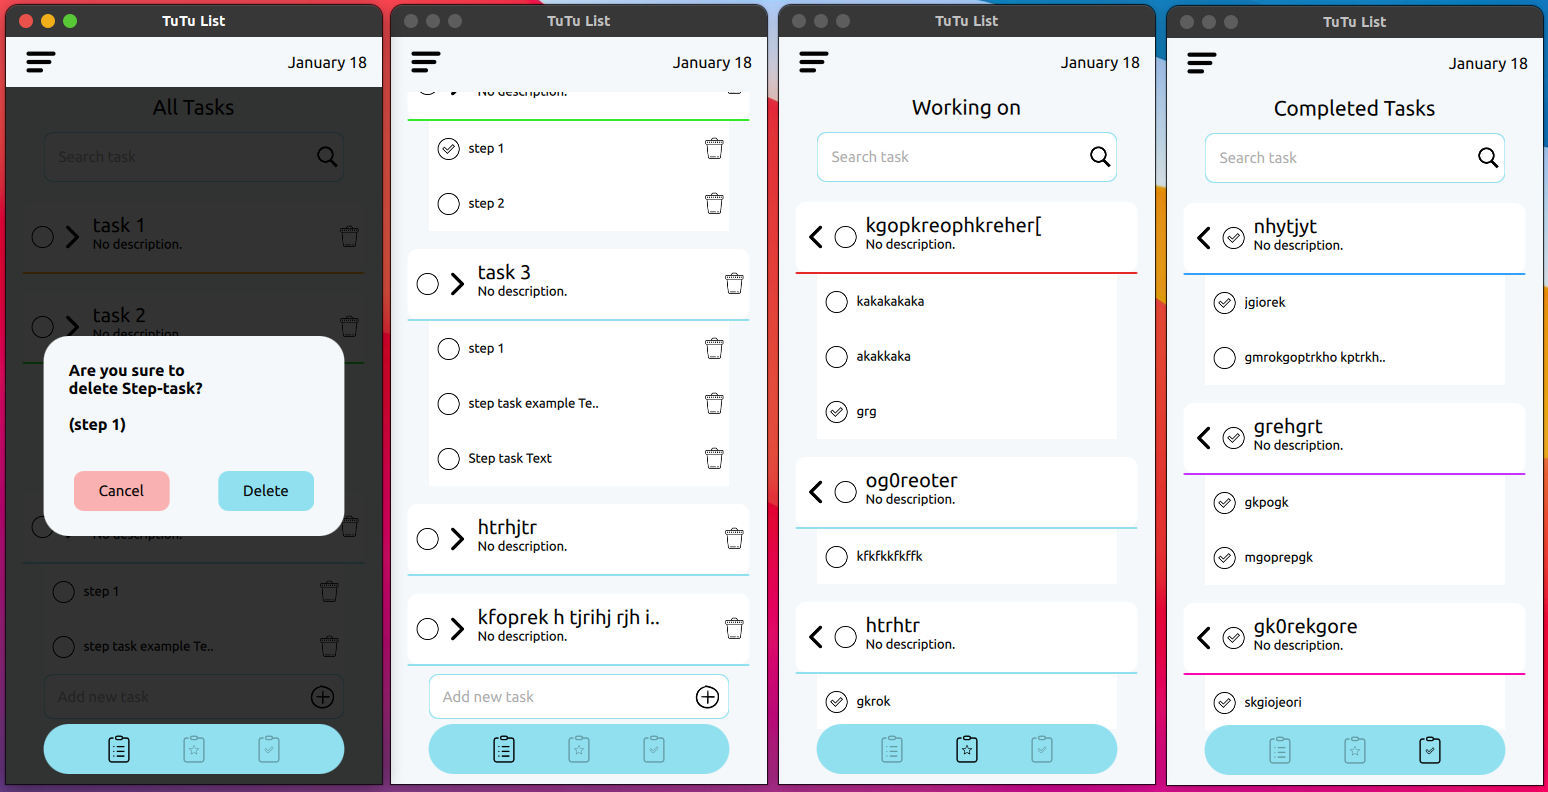 TuTu List
January 18
All Tasks
Search task
task 1
No description.
task 2
No description.
Are you sure to
delete Step-task?
(step 1)
Cancel
Delete
step 1
step task example Te..
Add new task
TuTu List
January 18
No description.
step 1
step 2
task 3
No description.
step 1
step task example Te..
Step task Text
htrhjtr
No description.
kfoprek h tjrihj rjh i..
No description.
Add new task
TuTu List
January 18
Working on
Search task
kgopkreophkreher[
No description.
kakakakaka
akakkaka
grg
og0reoter
No description.
kfkfkkfkffk
htrhtr
No description.
gkrok
TuTu List
January 18
Completed Tasks
Search task
nhytjyt
No description.
jgiorek
gmrokgoptrkho kptrkh..
grehgrt
No description.
gkpogk
mgoprepgk
gk0rekgore
No description.
skgiojeori